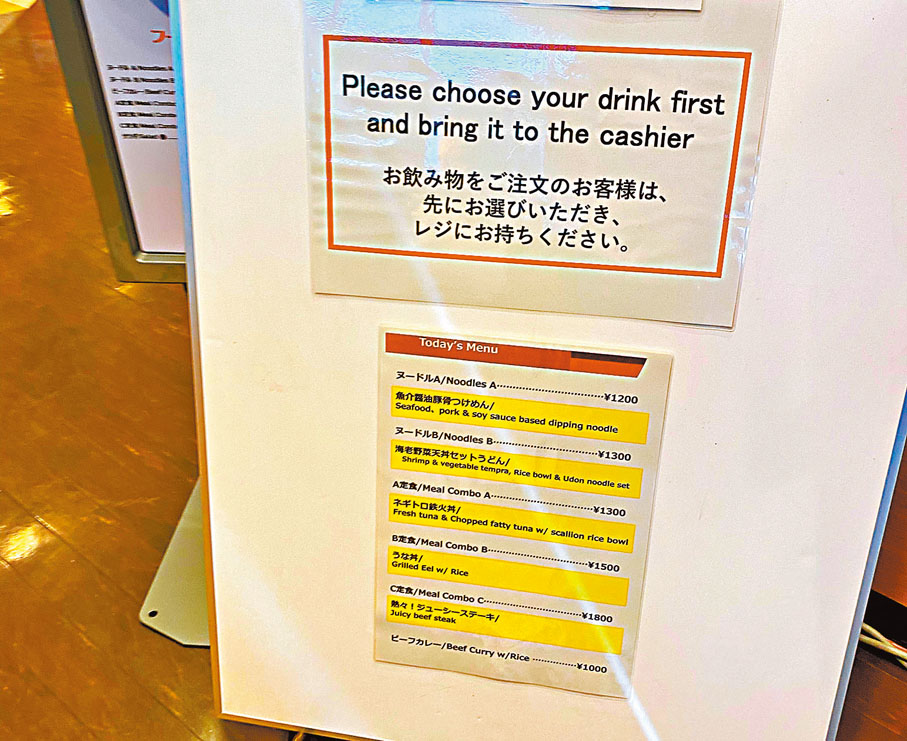 Please choose your drink first
and bring it to the cashier
お飲み物をご注文のお客様は、
先にお選びいただき、
レジにお持ちください。
Today's Menu
ヌードルA/Noodles A……………………………¥1200
魚介醤油豚骨つけめん/
Seafood、pork & soy sauce based dipping noodle
ヌードルB/Noodles B……………………………¥1300
海老野菜天丼セットうどん/
Shrimp & vegetable tempra, Rice bowl & Udon noodle set
A定食/Meal Combo A……………………………¥1300
ネギトロ鉄火丼/
Fresh tuna & Chopped fatty tuna w/ scallion rice bowl
B定食/Meal Combo B……………………………¥1500
うな丼/
Grilled Eel w/ Rice
C定食/Meal Combo C……………………………¥1800
熱々！ジューシーステーキ/
Juicy beef steak
ビーフカレー/Beef Curry w/Rice ……………¥1000